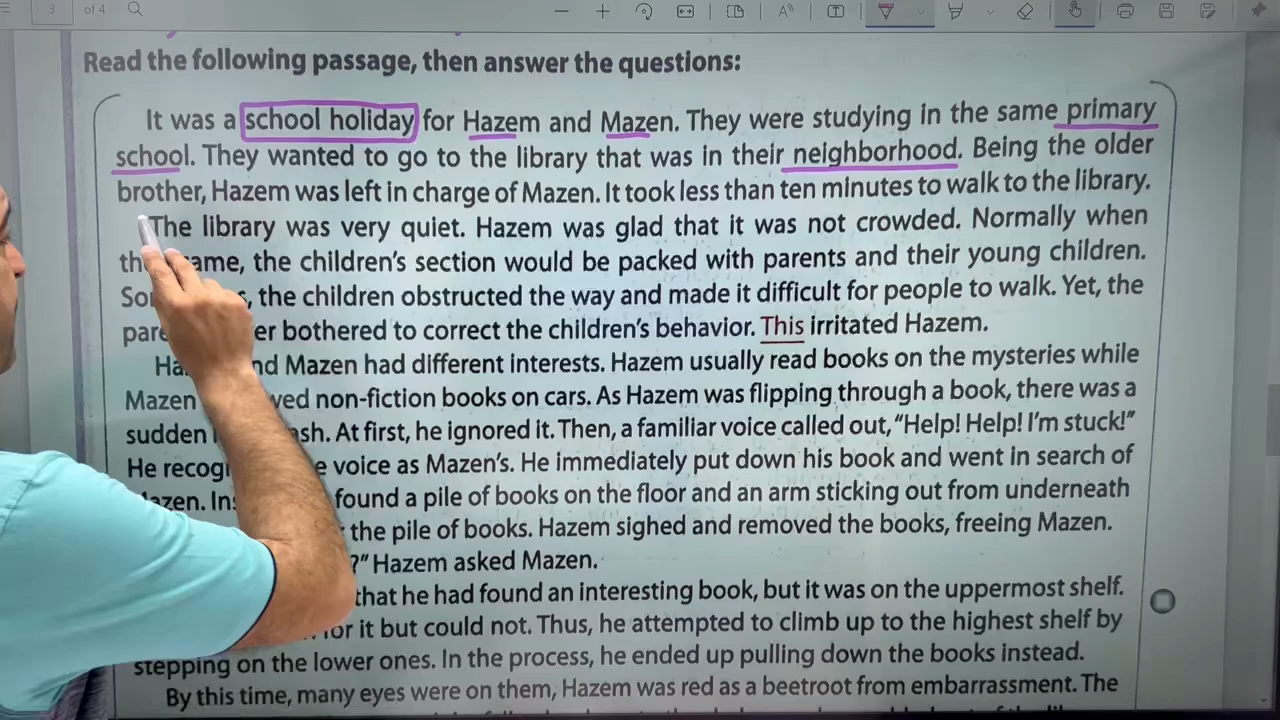 3 of 4
Read the following passage, then answer the questions:
It was a school holiday for Hazem and Mazen. They were studying in the same primary
school. They wanted to go to the library that was in their neighborhood. Being the older
brother, Hazem was left in charge of Mazen. It took less than ten minutes to walk to the library.
The library was very quiet. Hazem was glad that it was not crowded. Normally when
the, the children's section would be packed with parents and their young children.
, the children obstructed the way and made it difficult for people to walk. Yet, the
bothered to correct the children's behavior. This irritated Hazem.
and Mazen had different interests. Hazem usually read books on the mysteries while
Mazen non-fiction books on cars. As Hazem was flipping through a book, there was a
sudden. At first, he ignored it. Then, a familiar voice called out, "Help! Help! I'm stuck!"
He voice as Mazen's. He immediately put down his book and went in search of
found a pile of books on the floor and an arm sticking out from underneath
the pile of books. Hazem sighed and removed the books, freeing Mazen.
?" Hazem asked Mazen.
that he had found an interesting book, but it was on the uppermost shelf.
for it but could not. Thus, he attempted to climb up to the highest shelf by
stepping on the lower ones. In the process, he ended up pulling down the books instead.
By this time, many eyes were on them, Hazem was red as a beetroot from embarrassment. The